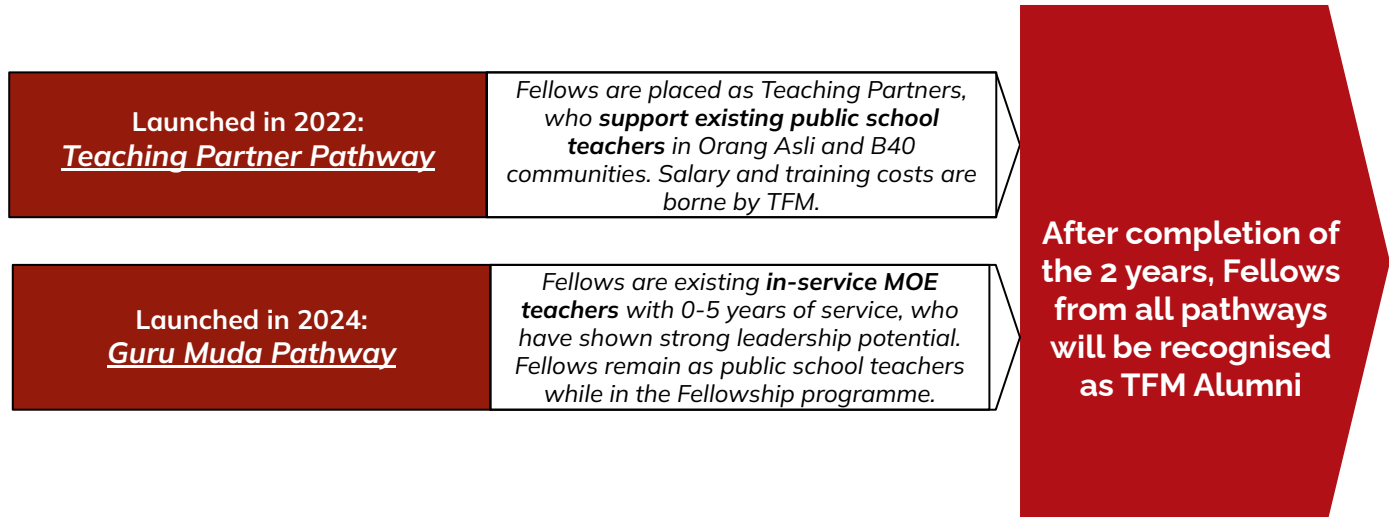 Launched in 2022:
Teaching Partner Pathway
Fellows are placed as Teaching Partners,
who support existing public school
teachers in Orang Asli and B40
communities. Salary and training costs are
borne by TFM.
Launched in 2024:
Guru Muda Pathway
Fellows are existing in-service MOE
teachers with 0-5 years of service, who
have shown strong leadership potential.
Fellows remain as public school teachers
while in the Fellowship programme.
After completion of
the 2 years, Fellows
from all pathways
will be recognised
as TFM Alumni